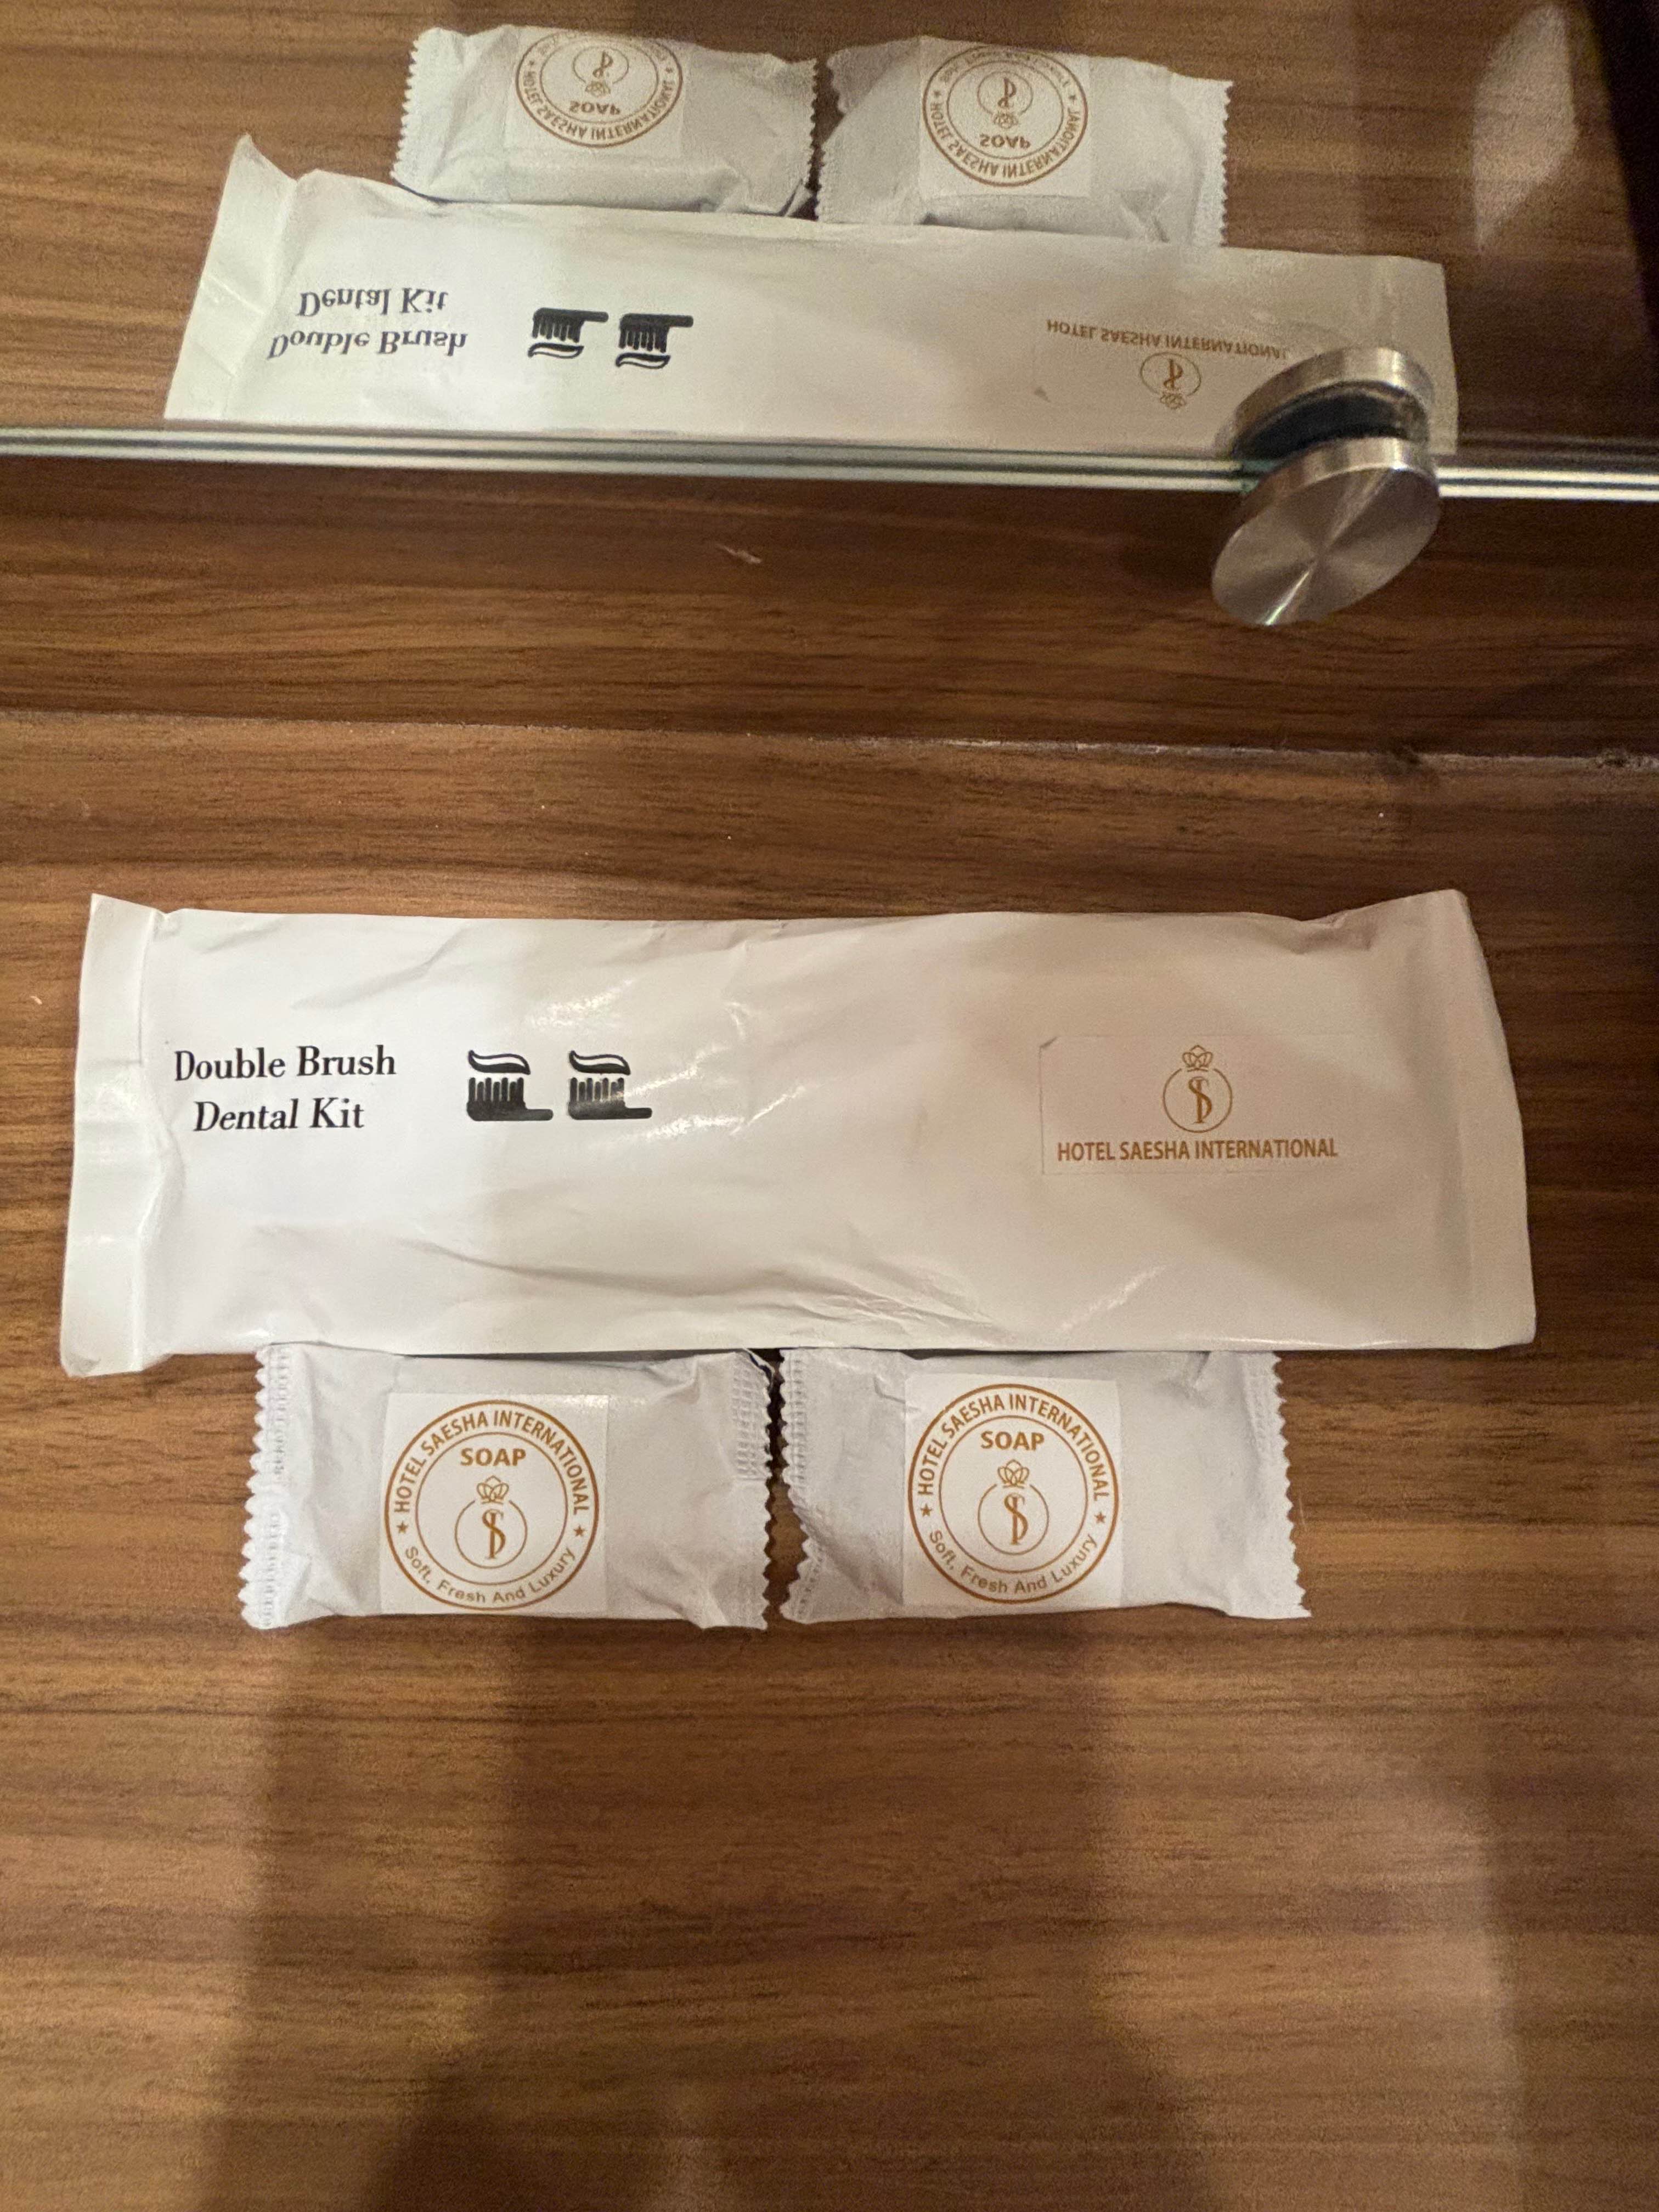 Double Brush
Dental Kit
HOTEL SAESHA INTERNATIONAL
HOTEL SAESHA INTERNATIONAL
SOAP
Soft, Fresh And Luxury
HOTEL SAESHA INTERNATIONAL
SOAP
Soft, Fresh And Luxury